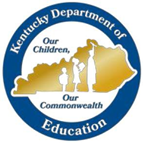 Kentucky Department of
Our
Children,
Our
Commonwealth
Education